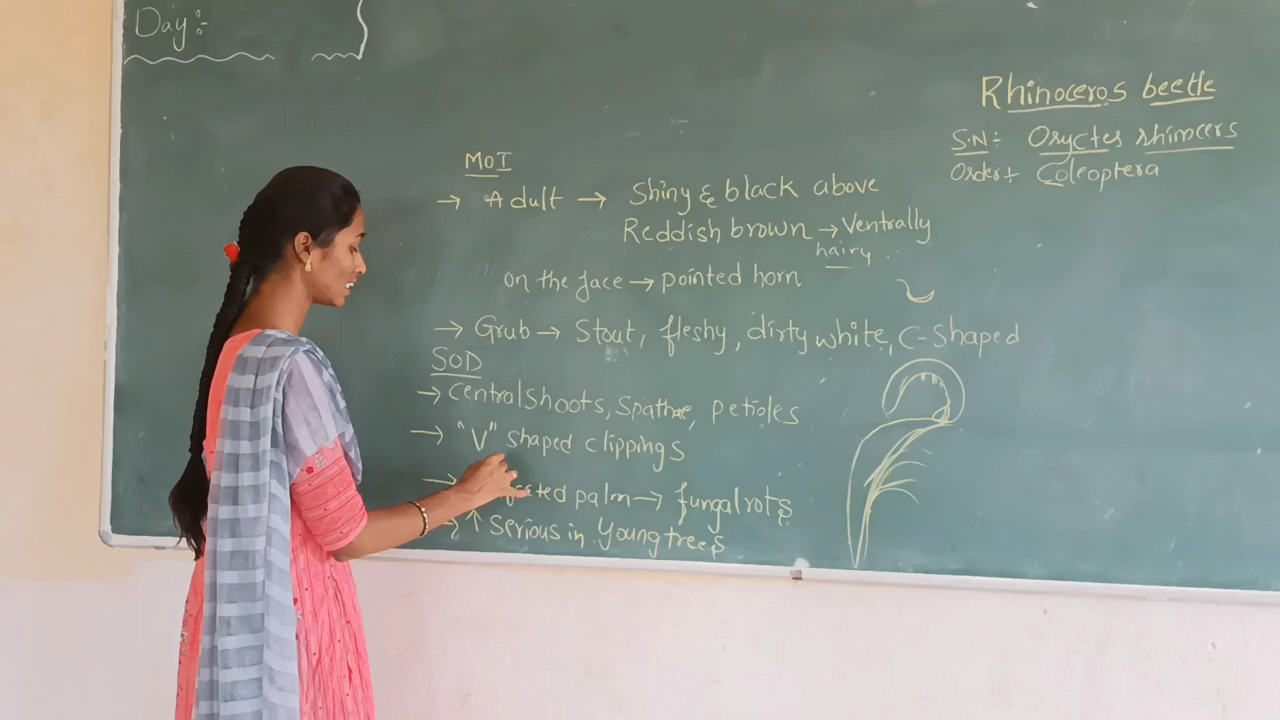 Day:-
Rhinoceros beetle
S.N:- Oryctes rhinocers
Order:- Coleoptera
MOI
→ Adult → Shiny & black above
Reddish brown → Ventrally
hairy
on the face → pointed horn
→ Grub → Stout, fleshy, dirty white, C-Shaped
SOD
→ Central Shoots, Spathae, petioles
→ "V" shaped clippings
→ palm → fungal rots
→ ↑ Serious in Young trees